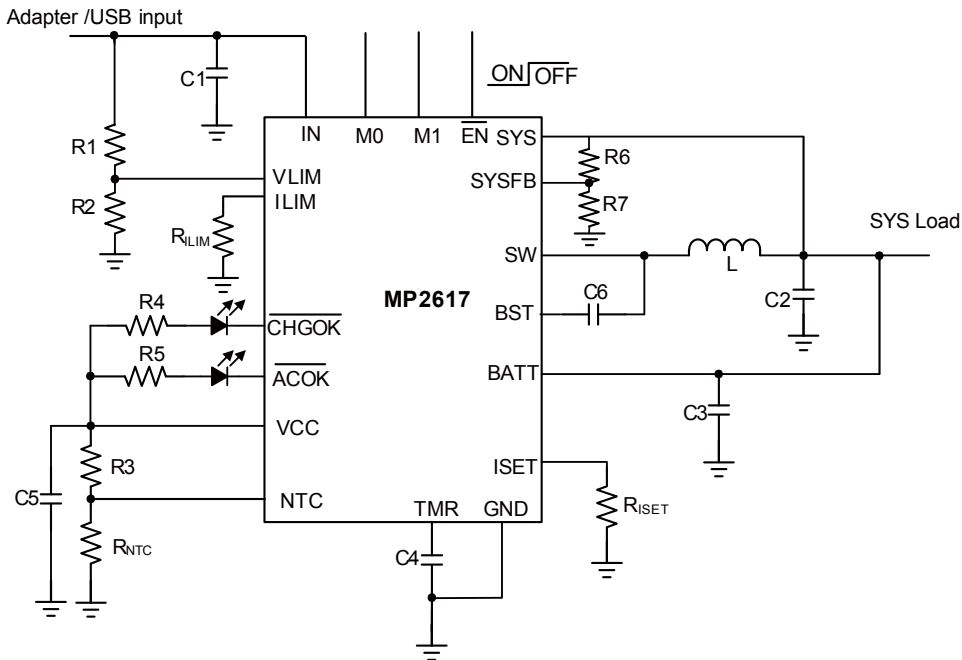 Adapter /USB input
C1
ON OFF
IN
M0
M1
EN
SYS
R1
R6
VLIM
SYSFB
ILIM
R2
R7
SYS Load
RILIM
SW
L
MP2617
C6
C2
R4
BST
CHGOK
R5
ACOK
BATT
C3
VCC
R3
ISET
C5
NTC
TMR
GND
RISET
RNTC
C4